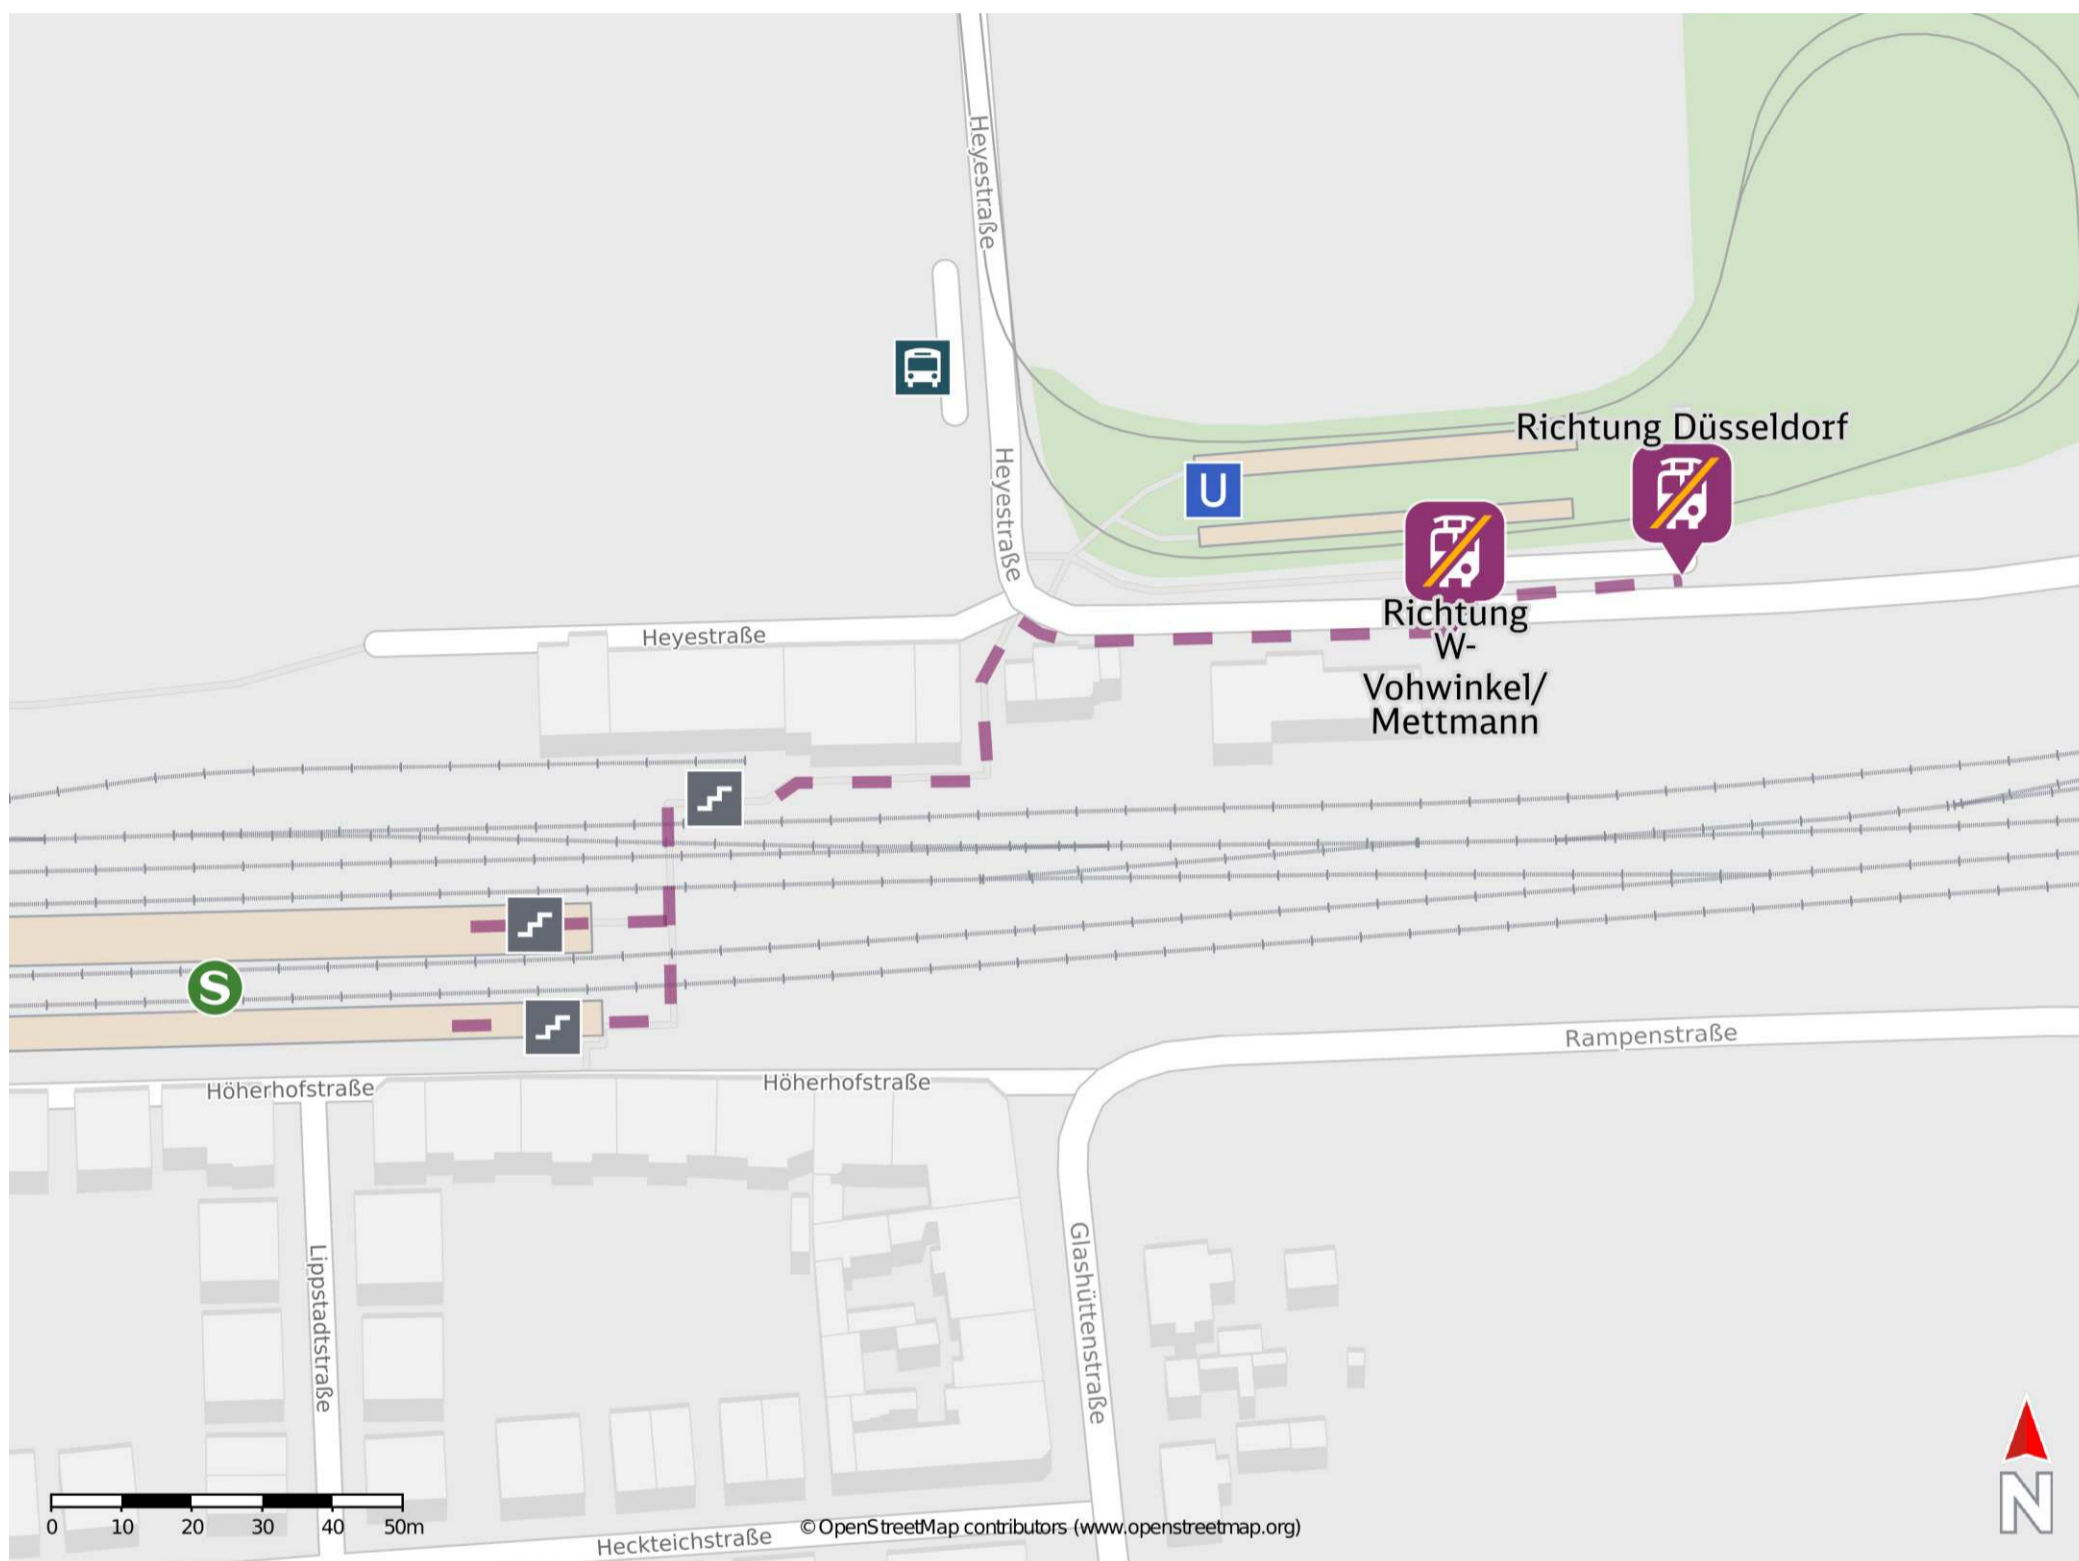 Heyestraße
Richtung Düsseldorf
Heyestraße
U
Richtung
W-
Vohwinkel/
Mettmann
Heyestraße
S
Rampenstraße
Höherhofstraße
Höherhofstraße
Lippstadtstraße
Glashüttenstraße
0 10 20 30 40 50m
Heckteichstraße
© OpenStreetMap contributors (www.openstreetmap.org)
N